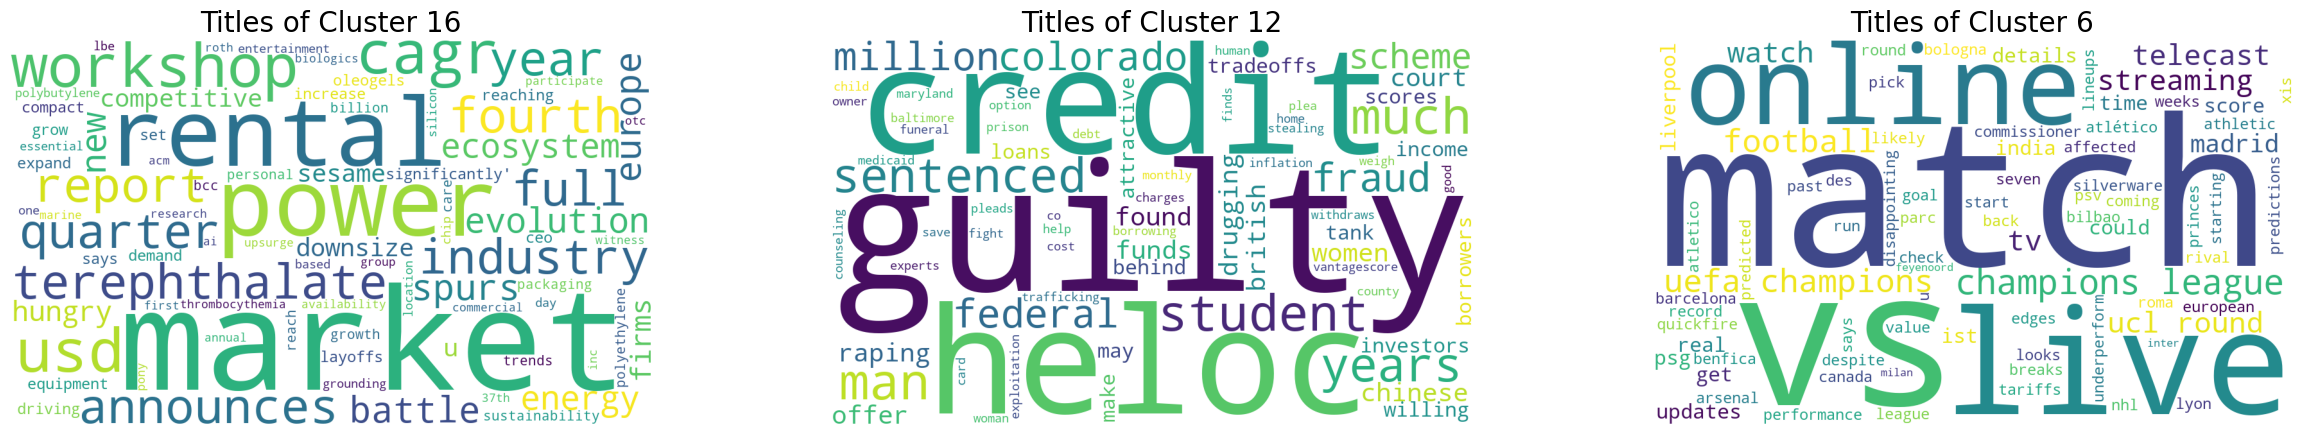 Titles of Cluster 16
lbe roth entertainment
workshop cagr year
biologics
oleogels participate
polybutylene increase reaching
compact competitive billion
europe
new rental silicon fourth
grow set otc
essential acm ecosystem
expand personal sesame significantly'
report bcc full
one power
marine research care evolution
quarter ai upsurge chip ceo witness
says demand downsize industry
based group
terephthalate location spurs packaging
first thrombocythemia availability commercial day
hungry growth reach
usd market annual layoffs u trends inc polyethylene firms
equipment pony grounding energy
driving 37th
announces battle sustainability
Titles of Cluster 12
million colorado human scheme
child tradeoffs court
owner maryland see attractive
credit option finds scores much
baltimore plea
funeral prison debt home stealing
medicaid loans income
sentenced inflation weigh
monthly fraud good
counseling pleads charges drugging british
co found withdraws
save fight help tank
guilty cost borrowing funds women borrowers
experts behind vantagescore
trafficking county
federal student
raping may investors
heloc card exploitation years
man make chinese
offer woman willing
Titles of Cluster 6
watch round bologna details telecast
online lineups streaming xis
liverpool pick time weeks score
football likely commissioner atlético athletic
india affected madrid
match past des disappointing seven silverware predictions
goal psv coming
atletico parc start bilbao princes starting
run back could
check tv rival
predicted feyenoord
uefa champions u champions league
barcelona roma european
record says value edges underperform
quickfire ist ucl round
real looks
psg benfica despite breaks inter
get vs canada milan live
arsenal tariffs
updates performance league nhl lyon